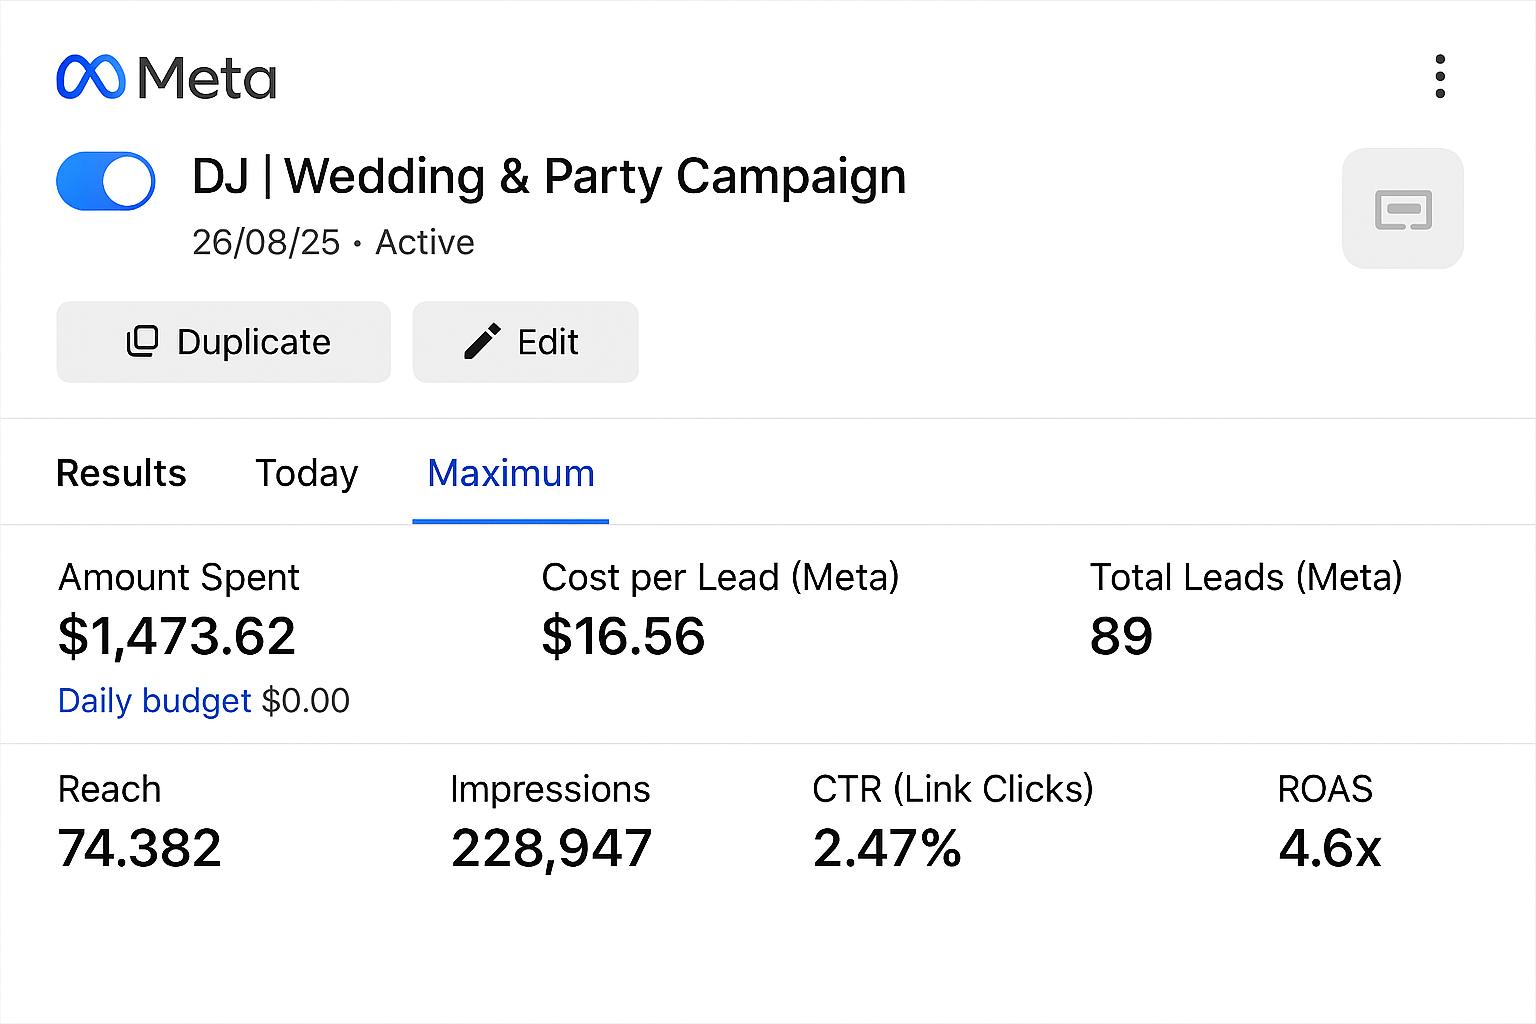 Meta
DJ | Wedding & Party Campaign
26/08/25 • Active
Duplicate
Edit
Results
Today
Maximum
Amount Spent
Cost per Lead (Meta)
Total Leads (Meta)
$1,473.62
$16.56
89
Daily budget $0.00
Reach
Impressions
CTR (Link Clicks)
ROAS
74.382
228,947
2.47%
4.6x